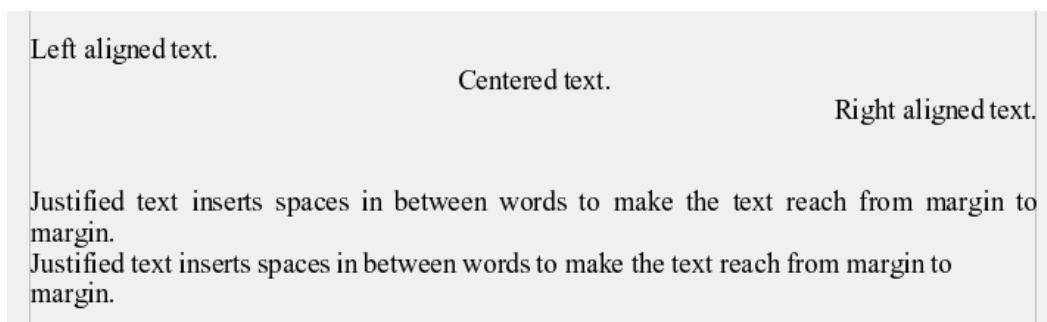 Left aligned text.
Centered text.
Right aligned text.
Justified text inserts spaces in between words to make the text reach from margin to
margin.
Justified text inserts spaces in between words to make the text reach from margin to
margin.